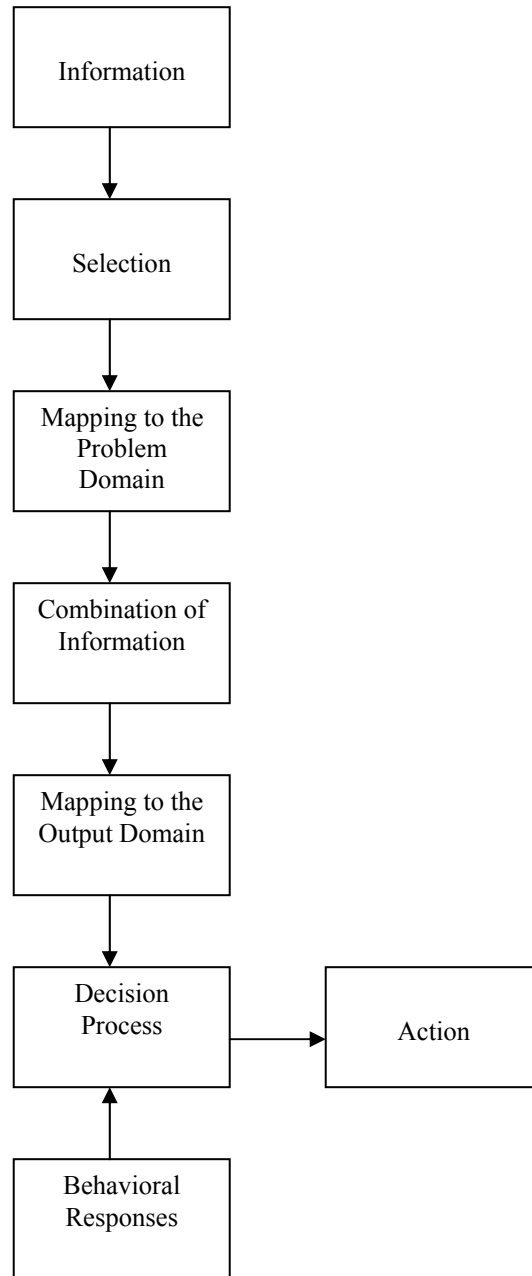 Information
Selection
Mapping to the
Problem
Domain
Combination of
Information
Mapping to the
Output Domain
Decision
Process
Action
Behavioral
Responses